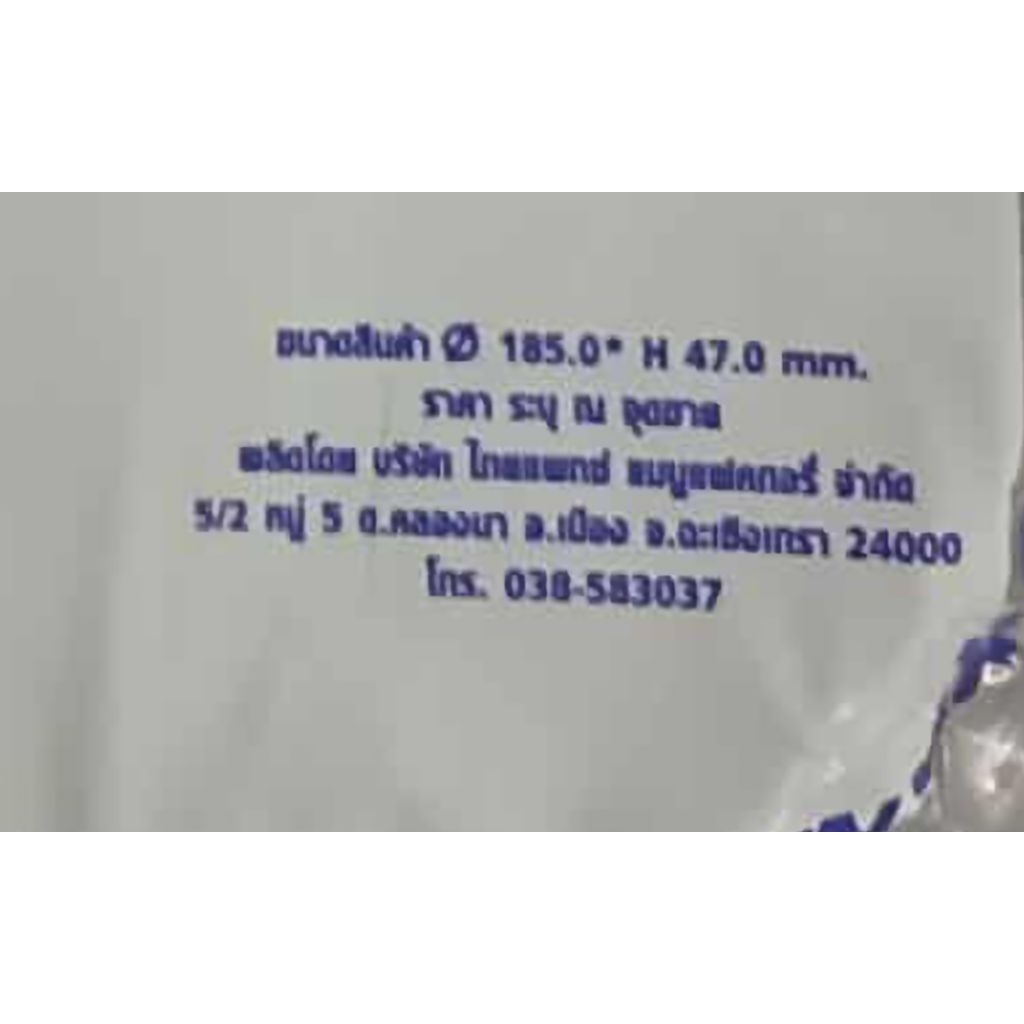 ขนาดสินค้า Ø 185.0* H 47.0 mm.
ราคา ระบุ ณ จุดขาย
ผลิตโดย บริษัท ไทยแพทช์ แมนูแฟคทอรี่ จำกัด
5/2 หมู่ 5 ต.คลองนา อ.เมือง จ.ฉะเชิงเทรา 24000
โทร. 038-583037